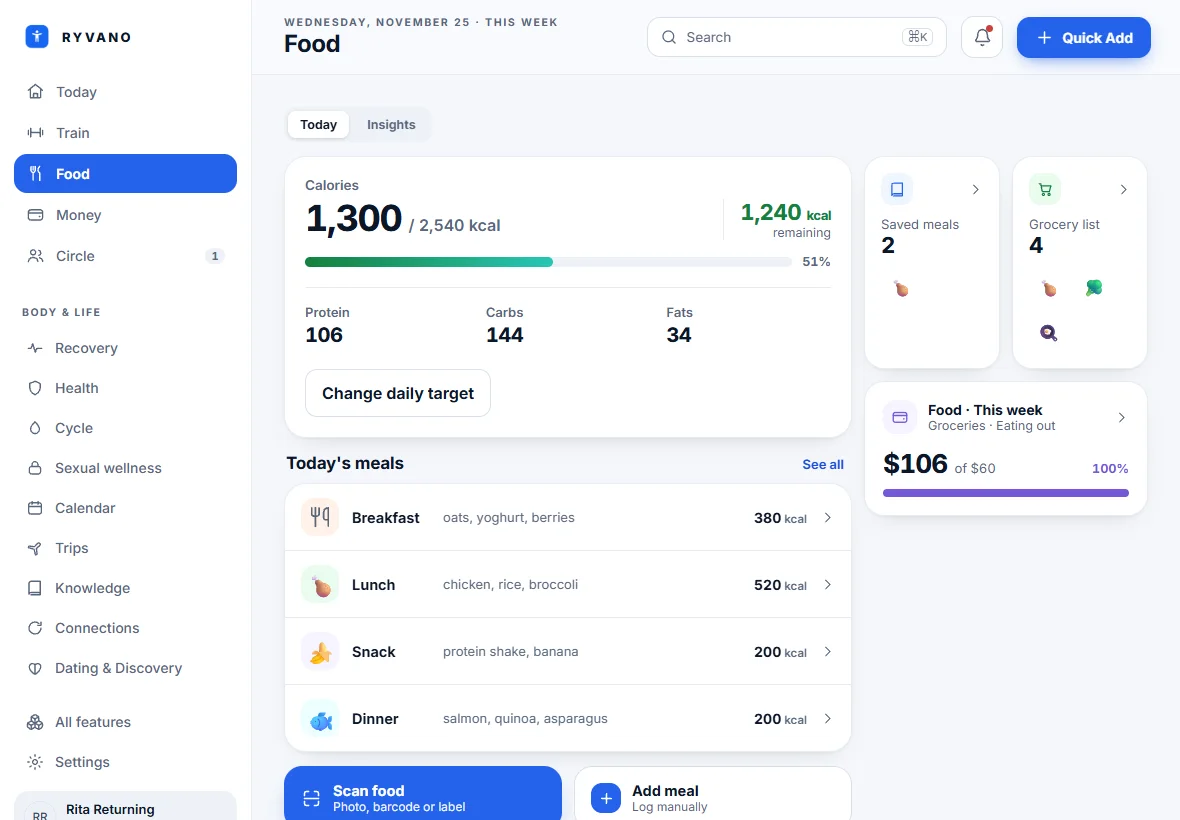 RYVANO
Today
Train
Food
Money
Circle 1
BODY & LIFE
Recovery
Health
Cycle
Sexual wellness
Calendar
Trips
Knowledge
Connections
Dating & Discovery
All features
Settings
RR Rita Returning
WEDNESDAY, NOVEMBER 25 · THIS WEEK
Food
Search ⌘K
Quick Add
Today Insights
Calories
1,300 / 2,540 kcal
1,240 kcal
remaining
51%
Protein Carbs Fats
106 144 34
Change daily target
Saved meals
2
Grocery list
4
Food · This week
Groceries · Eating out
$106 of $60 100%
Today's meals See all
Breakfast oats, yoghurt, berries 380 kcal
Lunch chicken, rice, broccoli 520 kcal
Snack protein shake, banana 200 kcal
Dinner salmon, quinoa, asparagus 200 kcal
Scan food
Photo, barcode or label
Add meal
Log manually